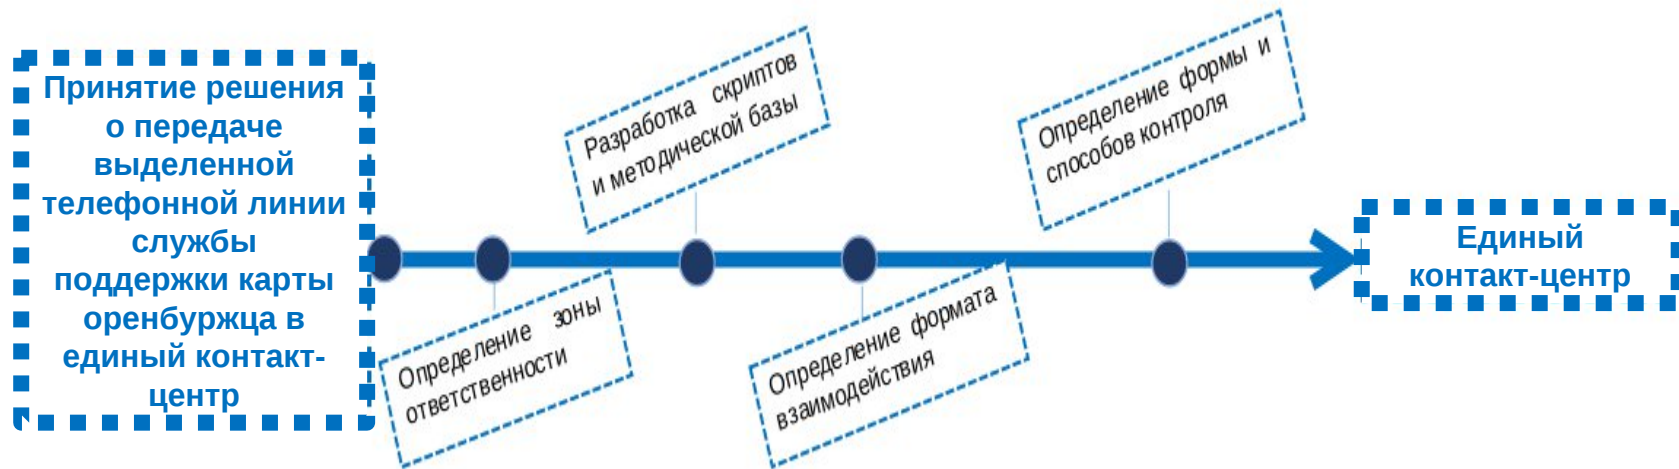 Принятие решения
о передаче
выделенной
телефонной линии
службы
поддержки карты
оренбуржца в
единый контакт-
центр
Определение зоны
ответственности
Разработка скриптов
и методической базы
Определение формата
взаимодействия
Определение формы и
способов контроля
Единый
контакт-центр